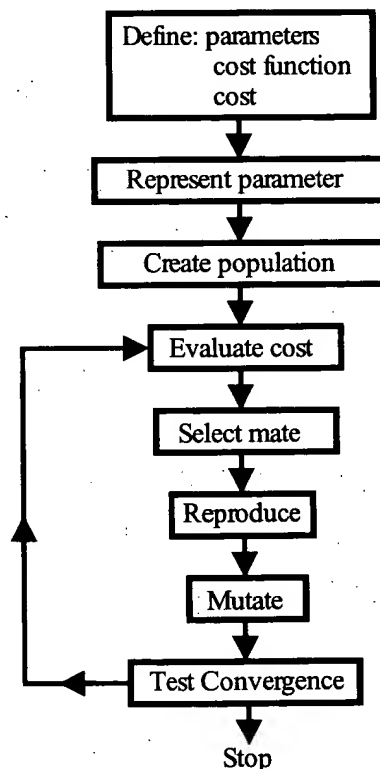 Define: parameters
cost function
cost
Represent parameter
Create population
Evaluate cost
Select mate
Reproduce
Mutate
Test Convergence
Stop